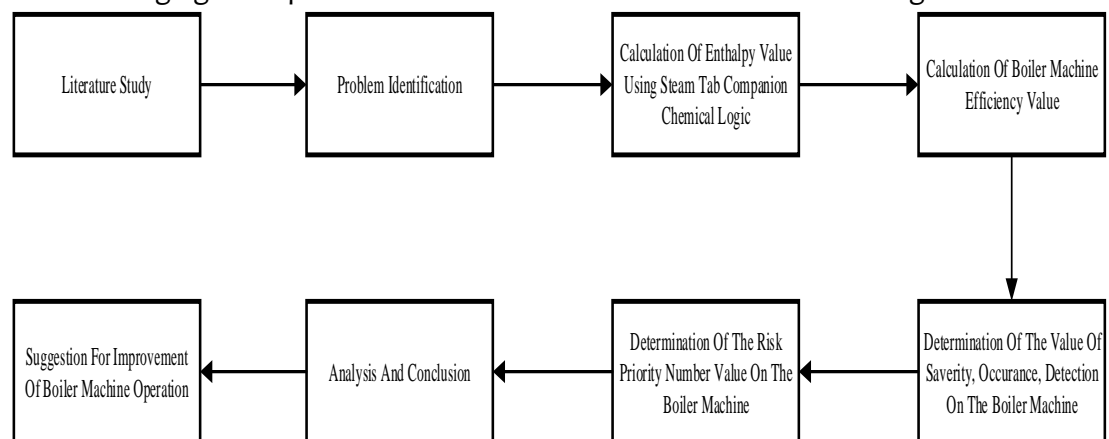 Literature Study
Problem Identification
Calculation Of Enthalpy Value
Using Steam Tab Companion
Chemical Logic
Calculation Of Boiler Machine
Efficiency Value
Determination Of The Value Of
Saverity, Occurance, Detection
On The Boiler Machine
Determination Of The Risk
Priority Number Value On The
Boiler Machine
Analysis And Conclusion
Suggestion For Improvement
Of Boiler Machine Operation